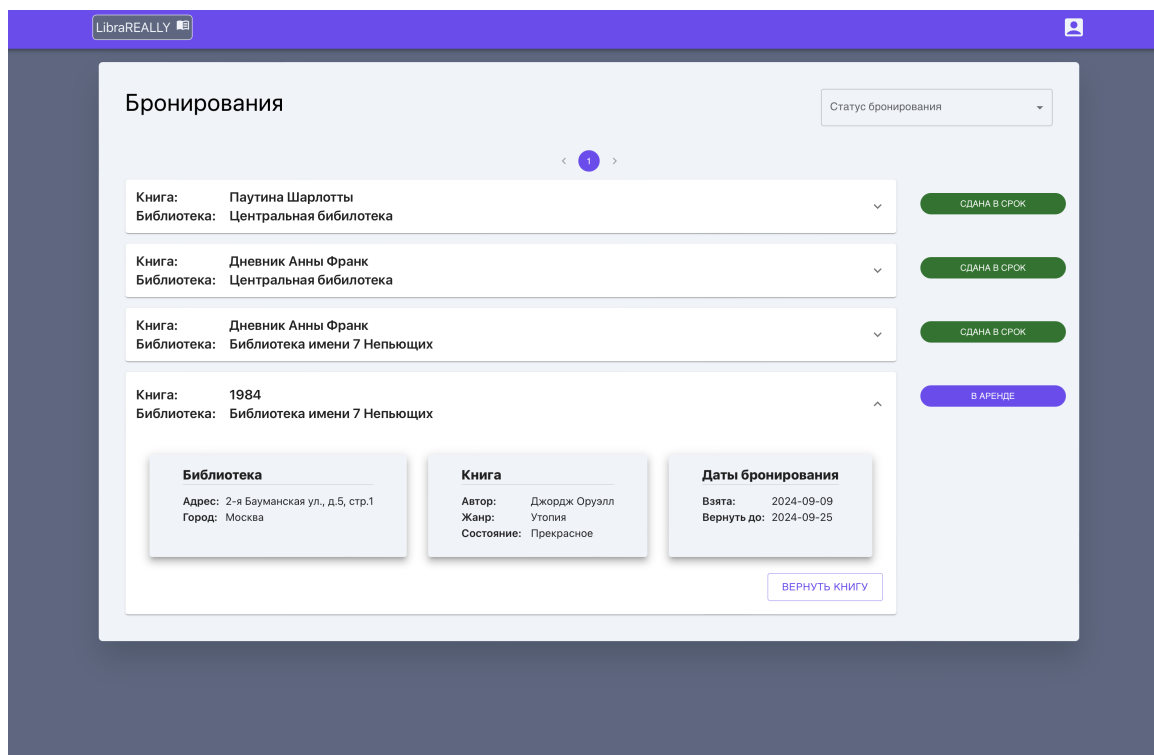 LibraREALLY
Бронирования
Статус бронирования
1
Книга: Паутина Шарлотты
Библиотека: Центральная бибилотека
СДАНА В СРОК
Книга: Дневник Анны Франк
Библиотека: Центральная бибилотека
СДАНА В СРОК
Книга: Дневник Анны Франк
Библиотека: Библиотека имени 7 Непьющих
СДАНА В СРОК
Книга: 1984
Библиотека: Библиотека имени 7 Непьющих
В АРЕНДЕ
Библиотека
Адрес: 2-я Бауманская ул., д.5, стр.1
Город: Москва
Книга
Автор: Джордж Оруэлл
Жанр: Утопия
Состояние: Прекрасное
Даты бронирования
Взята: 2024-09-09
Вернуть до: 2024-09-25
ВЕРНУТЬ КНИГУ